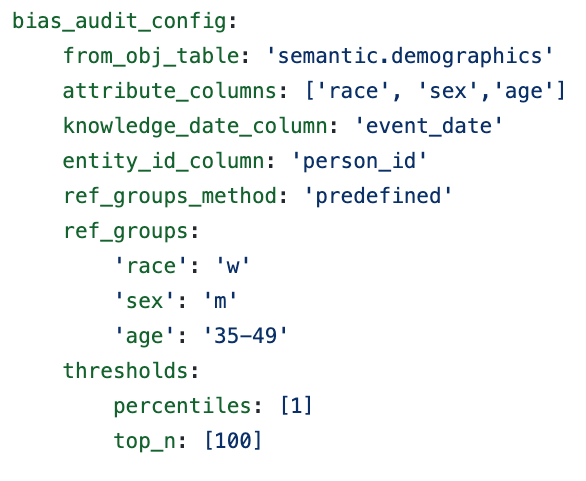 bias_audit_config:
    from_obj_table: 'semantic.demographics'
    attribute_columns: ['race', 'sex','age']
    knowledge_date_column: 'event_date'
    entity_id_column: 'person_id'
    ref_groups_method: 'predefined'
    ref_groups:
        'race': 'w'
        'sex': 'm'
        'age': '35-49'
    thresholds:
        percentiles: [1]
        top_n: [100]